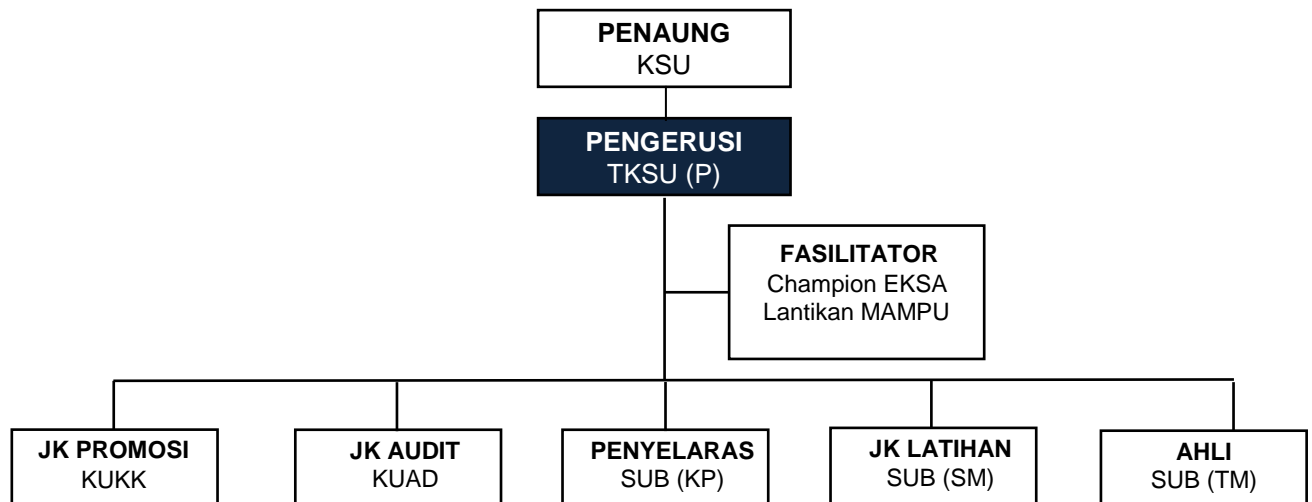 PENAUNG
KSU
PENGERUSI
TKSU (P)
FASILITATOR
Champion EKSA
Lantikan MAMPU
JK PROMOSI
KUKK
JK AUDIT
KUAD
PENYELARAS
SUB (KP)
JK LATIHAN
SUB (SM)
AHLI
SUB (TM)